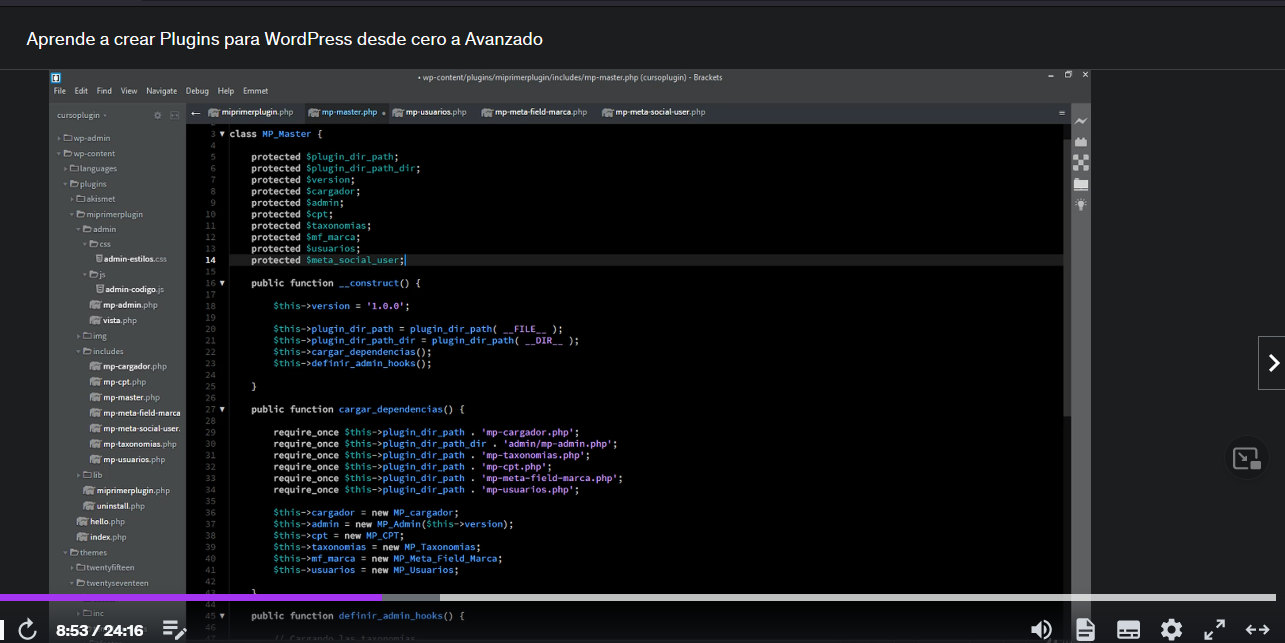 Aprende a crear Plugins para WordPress desde cero a Avanzado
• wp-content/plugins/miprimerplugin/includes/mp-master.php (cursoplugin) - Brackets
File Edit Find View Navigate Debug Help Emmet
cursoplugin
miprimerplugin.php mp-master.php mp-usuarios.php mp-meta-field-marca.php mp-meta-social-user.php
wp-admin
wp-content
languages
plugins
akismet
miprimerplugin
admin
css
admin-estilos.css
js
admin-codigo.js
mp-admin.php
vista.php
img
includes
mp-cargador.php
mp-cpt.php
mp-master.php
mp-meta-field-marca
mp-meta-social-user.
mp-taxonomias.php
mp-usuarios.php
lib
miprimerplugin.php
uninstall.php
hello.php
index.php
themes
twentyfifteen
twentyseventeen
inc
3 class MP_Master {
4
5 protected $plugin_dir_path;
6 protected $plugin_dir_path_dir;
7 protected $version;
8 protected $cargador;
9 protected $admin;
10 protected $cpt;
11 protected $taxonomias;
12 protected $mf_marca;
13 protected $usuarios;
14 protected $meta_social_user;
15
16 public function __construct() {
17
18 $this->version = '1.0.0';
19
20 $this->plugin_dir_path = plugin_dir_path( __FILE__ );
21 $this->plugin_dir_path_dir = plugin_dir_path( __DIR__ );
22 $this->cargar_dependencias();
23 $this->definir_admin_hooks();
24
25 }
26
27 public function cargar_dependencias() {
28
29 require_once $this->plugin_dir_path . 'mp-cargador.php';
30 require_once $this->plugin_dir_path_dir . 'admin/mp-admin.php';
31 require_once $this->plugin_dir_path . 'mp-taxonomias.php';
32 require_once $this->plugin_dir_path . 'mp-cpt.php';
33 require_once $this->plugin_dir_path . 'mp-meta-field-marca.php';
34 require_once $this->plugin_dir_path . 'mp-usuarios.php';
35
36 $this->cargador = new MP_cargador;
37 $this->admin = new MP_Admin($this->version);
38 $this->cpt = new MP_CPT;
39 $this->taxonomias = new MP_Taxonomias;
40 $this->mf_marca = new MP_Meta_Field_Marca;
41 $this->usuarios = new MP_Usuarios;
42
43 }
44
45 public function definir_admin_hooks() {
46
47 // Cargando las taxonomias
8:53 / 24:16